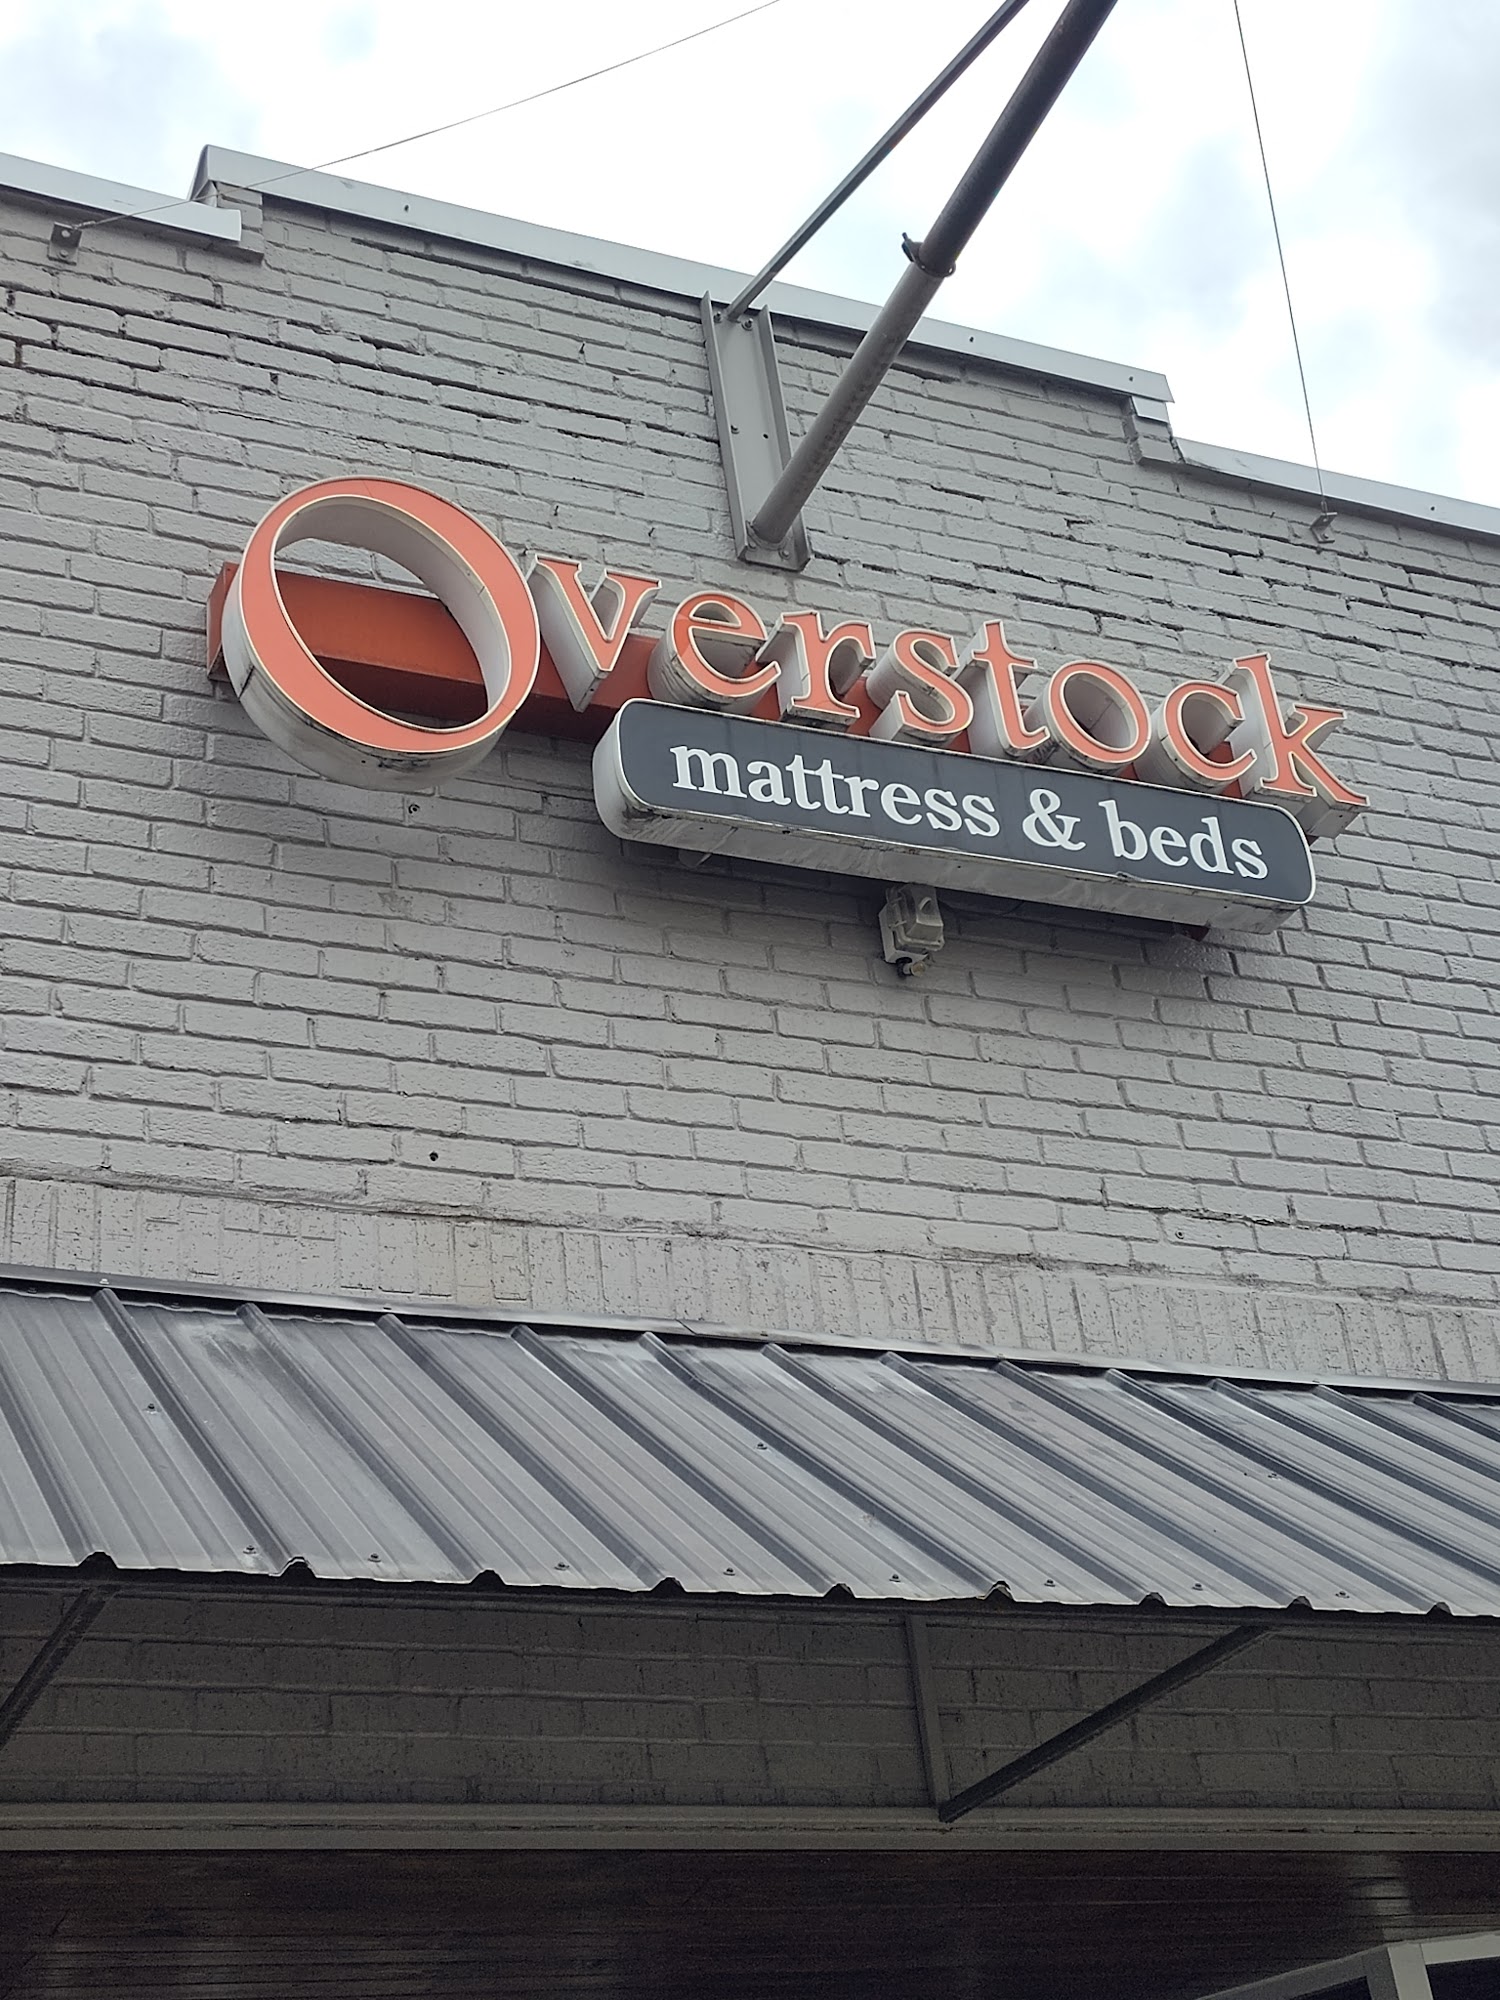 Overstock
mattress & beds